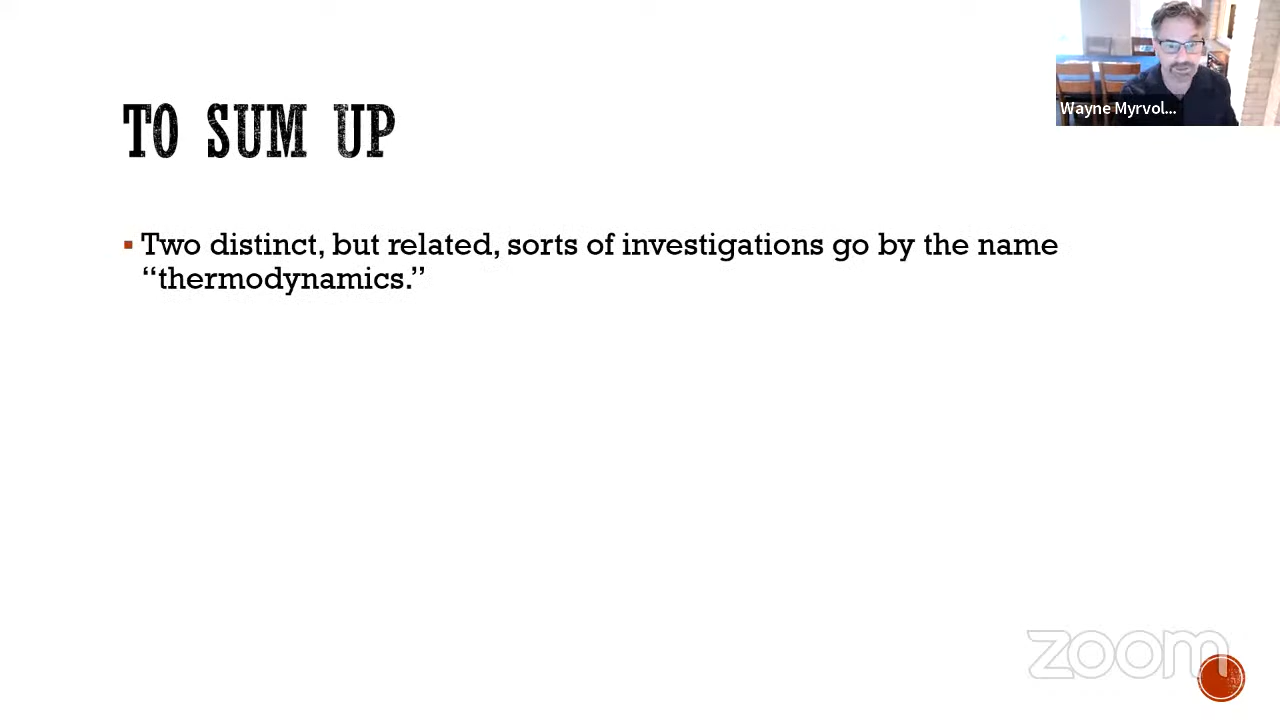 Wayne Myrvol...
TO SUM UP
▪ Two distinct, but related, sorts of investigations go by the name
“thermodynamics.”
zoom